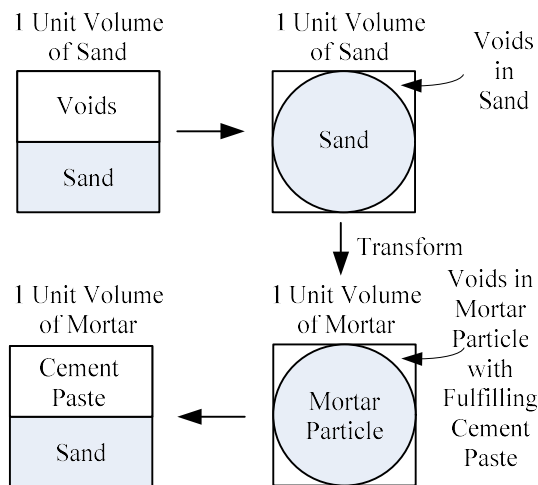 1 Unit Volume
of Sand
Voids
Sand
1 Unit Volume
of Sand
Sand
Voids
in
Sand
Transform
1 Unit Volume
of Mortar
Cement
Paste
Sand
1 Unit Volume
of Mortar
Mortar
Particle
Voids in
Mortar
Particle
with
Fulfilling
Cement
Paste